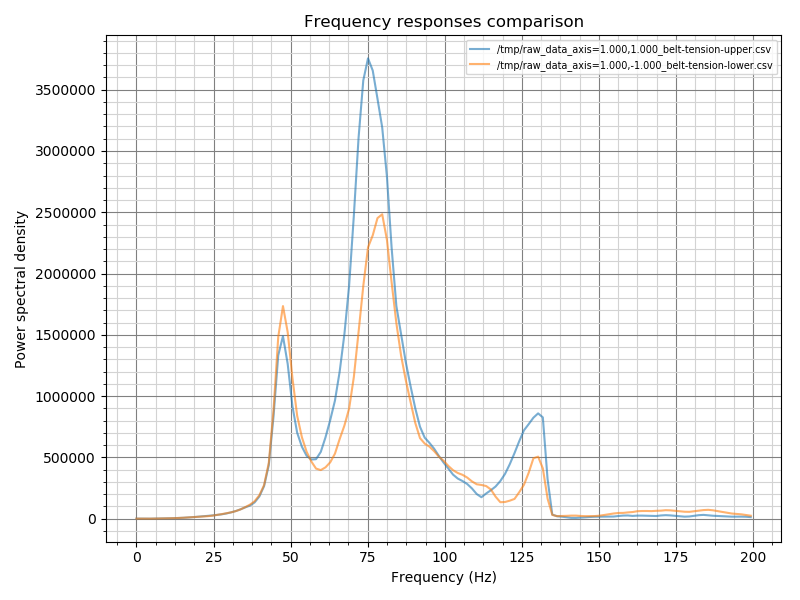 Frequency responses comparison
/tmp/raw_data_axis=1.000,1.000_belt-tension-upper.csv
/tmp/raw_data_axis=1.000,-1.000_belt-tension-lower.csv
3500000
3000000
2500000
2000000
1500000
1000000
500000
0
Power spectral density
0 25 50 75 100 125 150 175 200
Frequency (Hz)